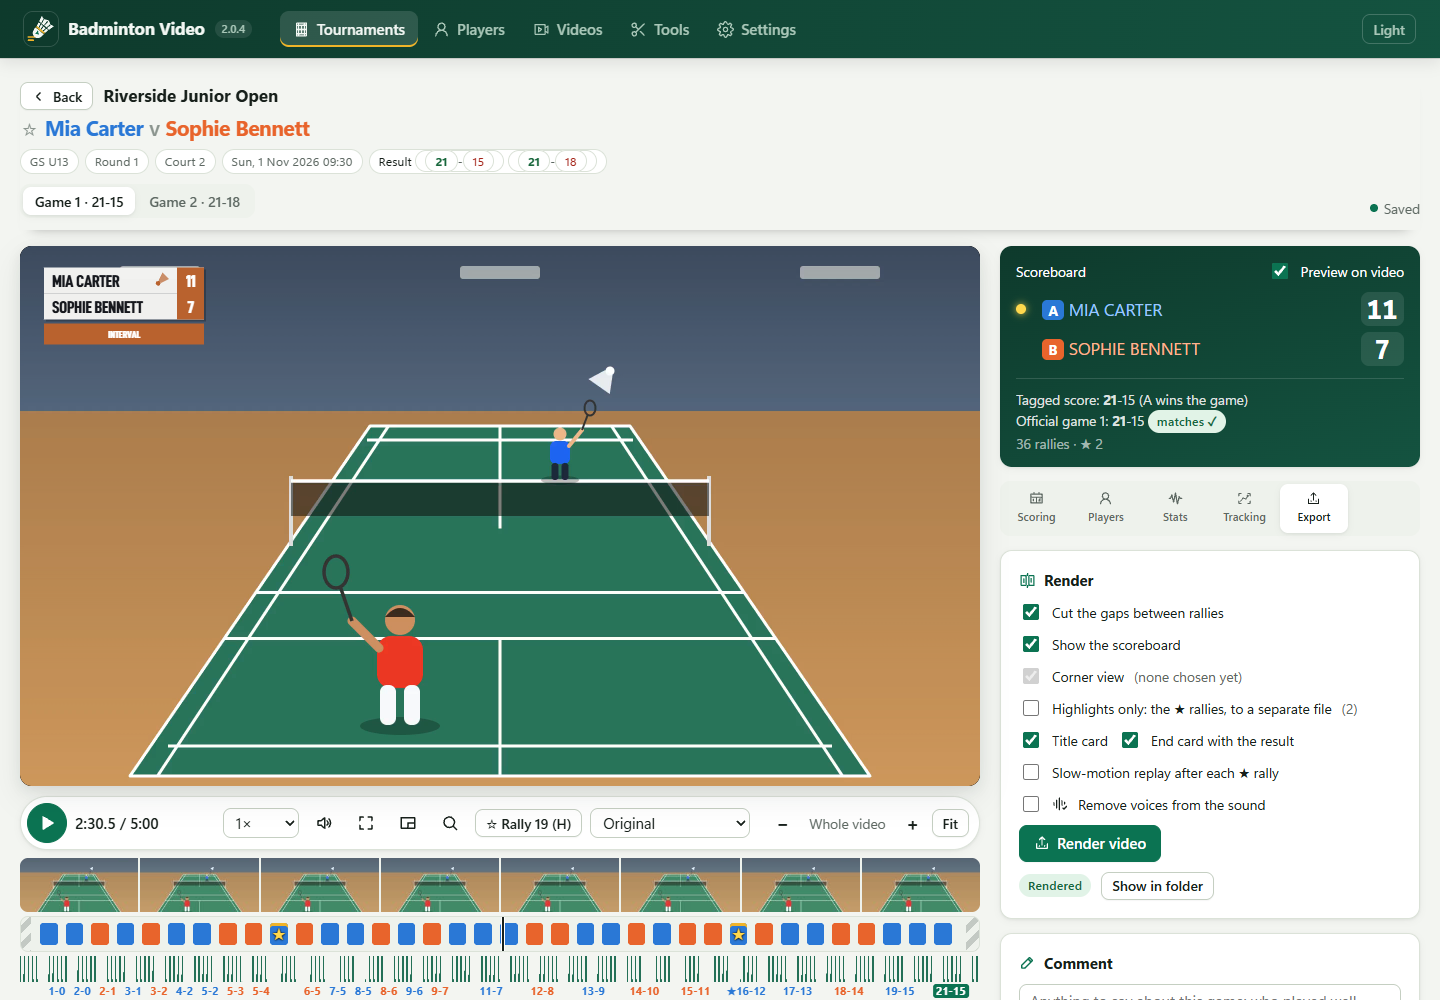 Badminton Video 2.0.4 Tournaments Players Videos Tools Settings Light
Back Riverside Junior Open
☆ Mia Carter v Sophie Bennett
GS U13 Round 1 Court 2 Sun, 1 Nov 2026 09:30 Result 21 - 15 21 - 18
Game 1 · 21-15 Game 2 · 21-18
Saved
MIA CARTER 11
SOPHIE BENNETT 7
INTERVAL
Scoreboard Preview on video
A MIA CARTER 11
B SOPHIE BENNETT 7
Tagged score: 21-15 (A wins the game)
Official game 1: 21-15 matches ✓
36 rallies · ★ 2
Scoring Players Stats Tracking Export
Render
Cut the gaps between rallies
Show the scoreboard
Corner view (none chosen yet)
Highlights only: the ★ rallies, to a separate file (2)
Title card End card with the result
Slow-motion replay after each ★ rally
Remove voices from the sound
Render video
Rendered Show in folder
2:30.5 / 5:00 1× ☆ Rally 19 (H) Original − Whole video + Fit
1-0 2-0 2-1 3-1 3-2 4-2 5-2 5-3 5-4 6-5 7-5 8-5 8-6 9-6 9-7 11-7 12-8 13-9 14-10 15-11 ★16-12 17-13 18-14 19-15 21-15
Comment